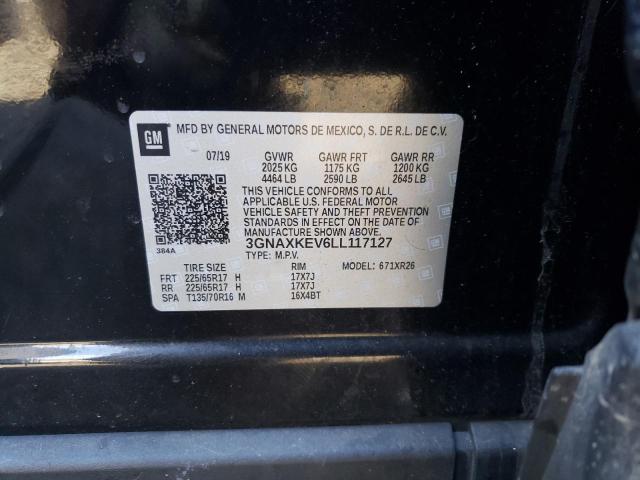 GM MFD BY GENERAL MOTORS DE MEXICO, S. DE R.L. DE C.V.
07/19 GVWR GAWR FRT GAWR RR
2025 KG 1175 KG 1200 KG
4464 LB 2590 LB 2645 LB
THIS VEHICLE CONFORMS TO ALL
APPLICABLE U.S. FEDERAL MOTOR
VEHICLE SAFETY AND THEFT PREVENTION
STANDARDS IN EFFECT ON THE DATE OF
MANUFACTURE SHOWN ABOVE.
384A 3GNAXKEV6LL117127
TYPE: M.P.V.
TIRE SIZE RIM MODEL: 671XR26
FRT 225/65R17 H 17X7J
RR 225/65R17 H 17X7J
SPA T135/70R16 M 16X4BT